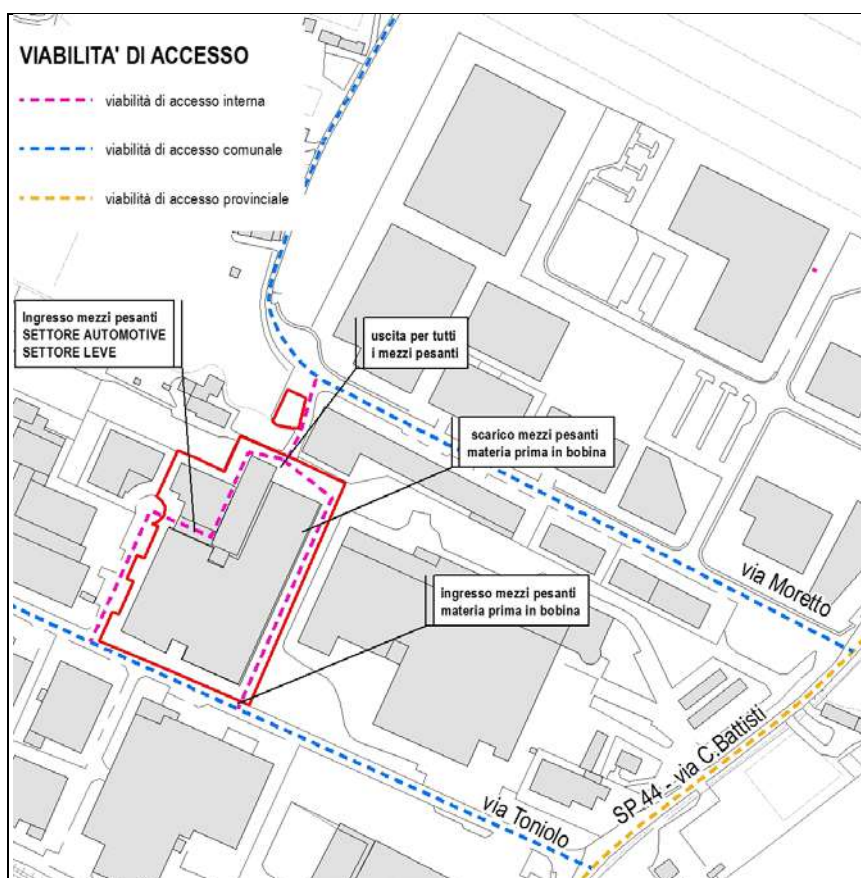 VIABILITA' DI ACCESSO
viabilità di accesso interna
viabilità di accesso comunale
viabilità di accesso provinciale
Ingresso mezzi pesanti
SETTORE AUTOMOTIVE
SETTORE LEVE
uscita per tutti
i mezzi pesanti
scarico mezzi pesanti
materia prima in bobina
ingresso mezzi pesanti
materia prima in bobina
via Moretto
SP 44 - via C.Battisti
via Toniolo